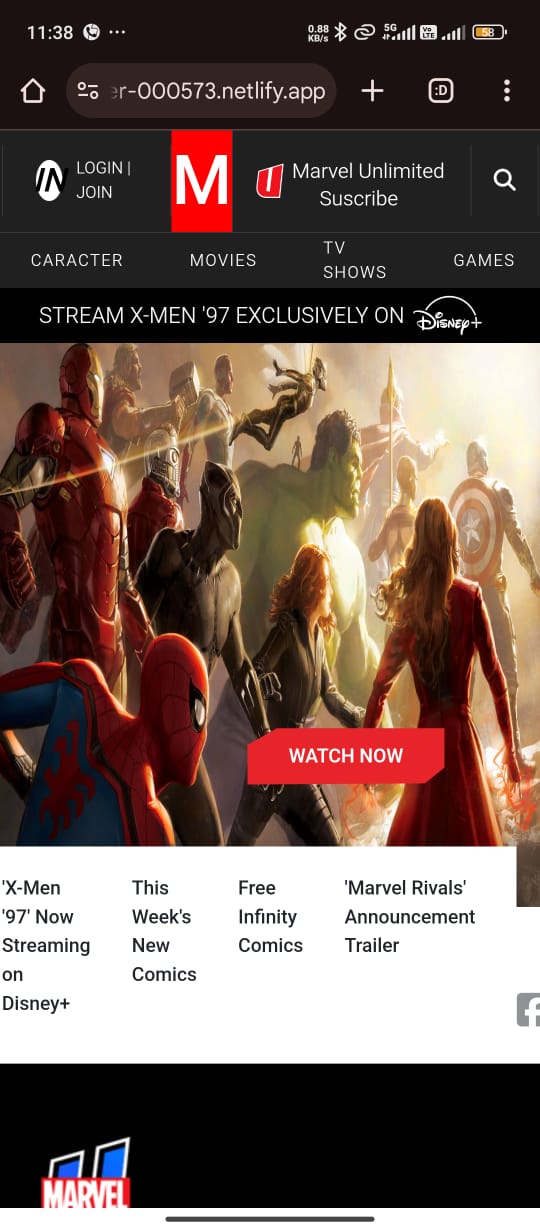 11:38
0.88 KB/s
5G
Vo LTE
58
er-000573.netlify.app
:D
LOGIN |
JOIN
M
Marvel Unlimited
Suscribe
CARACTER
MOVIES
TV
SHOWS
GAMES
STREAM X-MEN '97 EXCLUSIVELY ON Disney+
WATCH NOW
'X-Men
'97' Now
Streaming
on
Disney+
This
Week's
New
Comics
Free
Infinity
Comics
'Marvel Rivals'
Announcement
Trailer
MARVEL